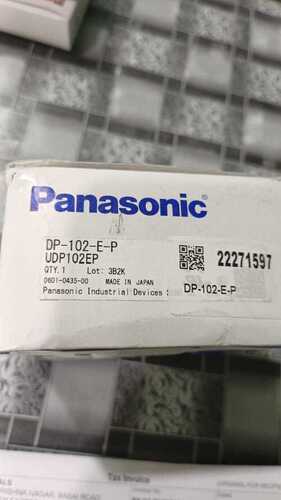 Panasonic
DP-102-E-P
UDP102EP
QTY.1 Lot: 3B2K
0601-0435-00 MADE IN JAPAN
Panasonic Industrial Devices
22271597
DP-102-E-P
Tax Invoice